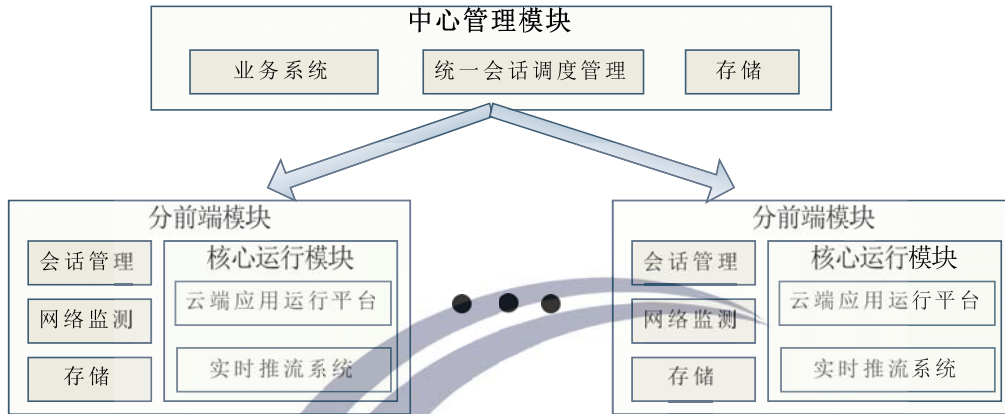 中心管理模块
业务系统 统一会话调度管理 存储
分前端模块
会话管理
网络监测
存储
核心运行模块
云端应用运行平台
实时推流系统
分前端模块
会话管理
网络监测
存储
核心运行模块
云端应用运行平台
实时推流系统